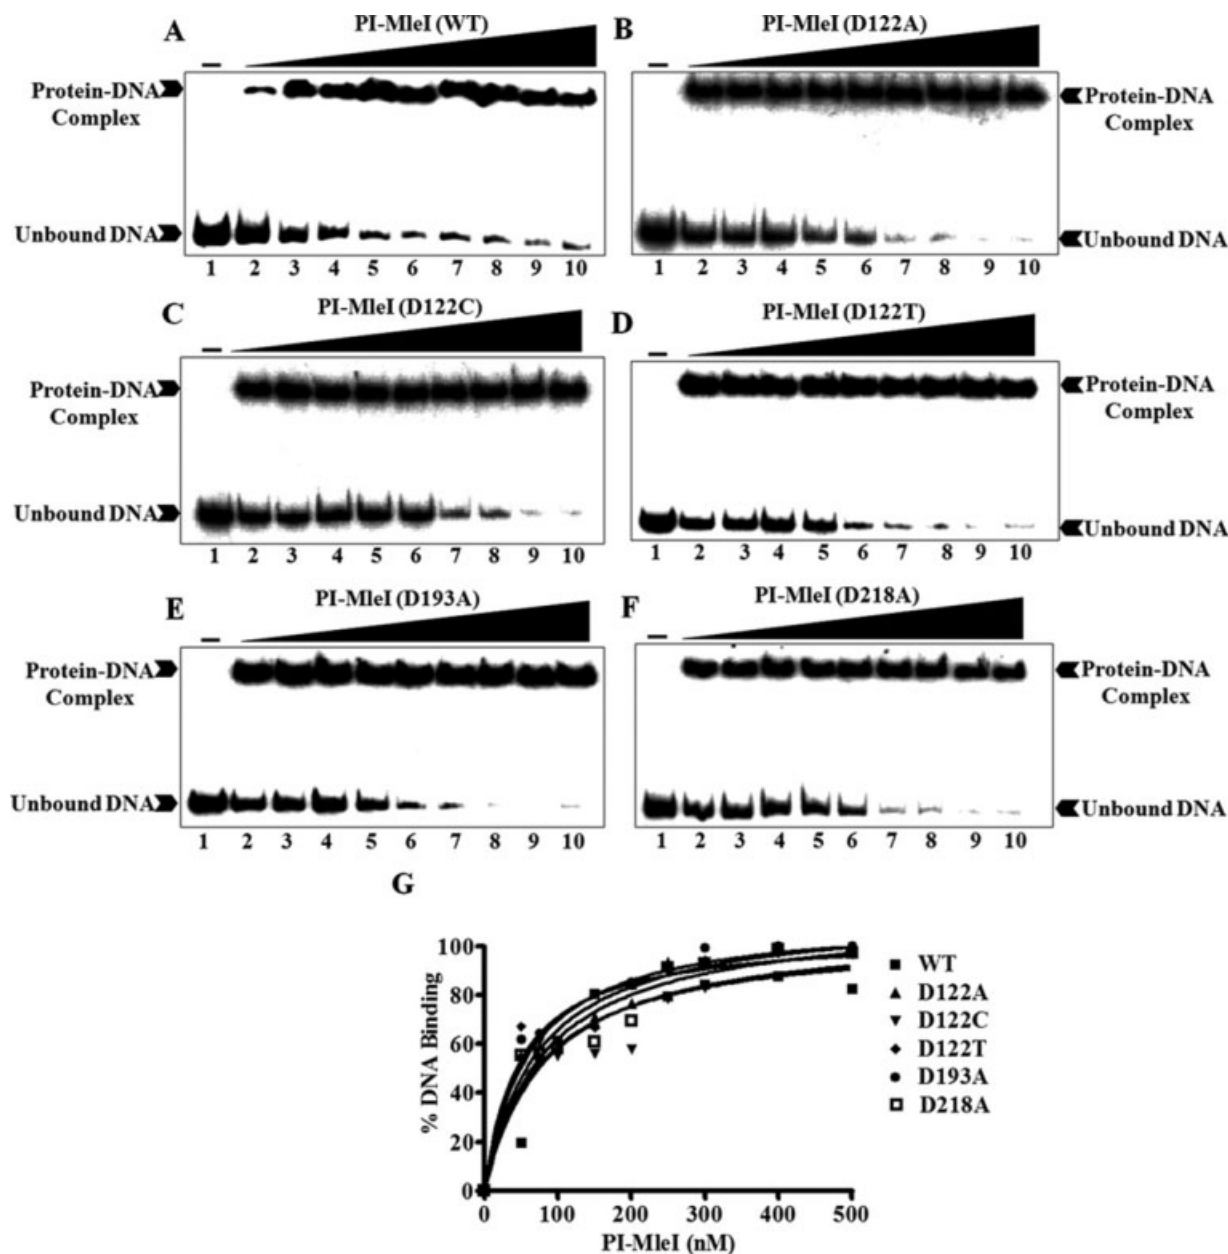 A
PI-MleI (WT)
Protein-DNA
Complex
Unbound DNA
1 2 3 4 5 6 7 8 9 10
B
PI-MleI (D122A)
Protein-DNA
Complex
Unbound DNA
1 2 3 4 5 6 7 8 9 10
C
PI-MleI (D122C)
Protein-DNA
Complex
Unbound DNA
1 2 3 4 5 6 7 8 9 10
D
PI-MleI (D122T)
Protein-DNA
Complex
Unbound DNA
1 2 3 4 5 6 7 8 9 10
E
PI-MleI (D193A)
Protein-DNA
Complex
Unbound DNA
1 2 3 4 5 6 7 8 9 10
F
PI-MleI (D218A)
Protein-DNA
Complex
Unbound DNA
1 2 3 4 5 6 7 8 9 10
G
% DNA Binding
100
80
60
40
20
0
0 100 200 300 400 500
PI-MleI (nM)
WT
D122A
D122C
D122T
D193A
D218A